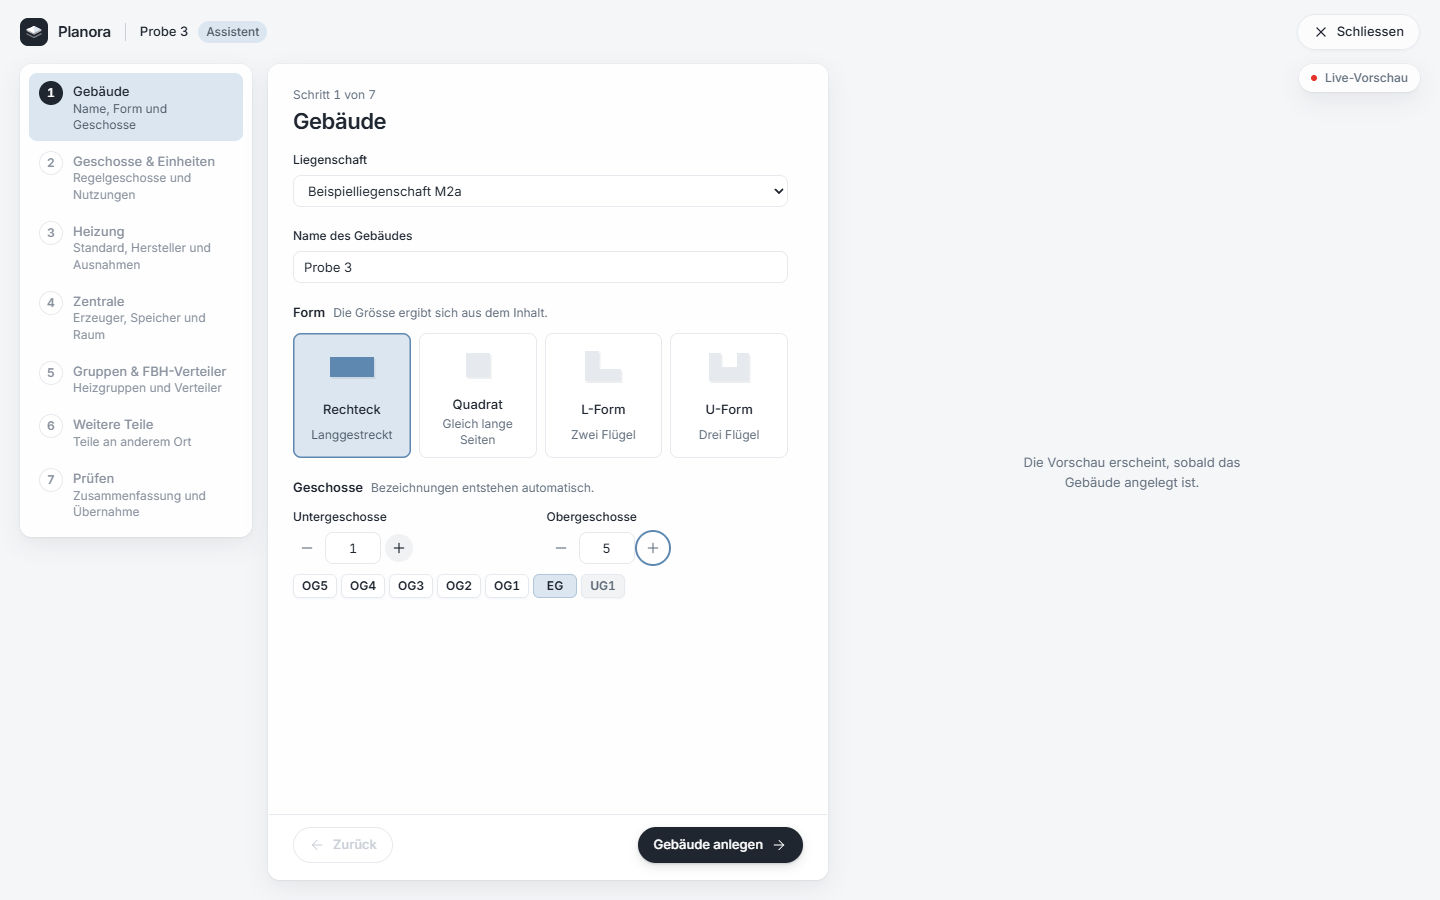 Planora
Probe 3
Assistent
Schliessen
1
Gebäude
Name, Form und
Geschosse
2
Geschosse & Einheiten
Regelgeschosse und
Nutzungen
3
Heizung
Standard, Hersteller und
Ausnahmen
4
Zentrale
Erzeuger, Speicher und
Raum
5
Gruppen & FBH-Verteiler
Heizgruppen und Verteiler
6
Weitere Teile
Teile an anderem Ort
7
Prüfen
Zusammenfassung und
Übernahme
Schritt 1 von 7
Gebäude
Liegenschaft
Beispielliegenschaft M2a
Name des Gebäudes
Probe 3
Form Die Grösse ergibt sich aus dem Inhalt.
Rechteck
Langgestreckt
Quadrat
Gleich lange
Seiten
L-Form
Zwei Flügel
U-Form
Drei Flügel
Geschosse Bezeichnungen entstehen automatisch.
Untergeschosse
− 1 +
Obergeschosse
− 5 +
OG5 OG4 OG3 OG2 OG1 EG UG1
Zurück
Gebäude anlegen
Live-Vorschau
Die Vorschau erscheint, sobald das
Gebäude angelegt ist.